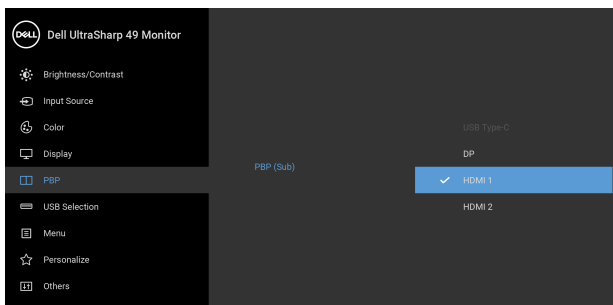 DELL
Dell UltraSharp 49 Monitor
Brightness/Contrast
Input Source
Color
Display
PBP
USB Selection
Menu
Personalize
Others
PBP (Sub)
USB Type-C
DP
HDMI 1
HDMI 2